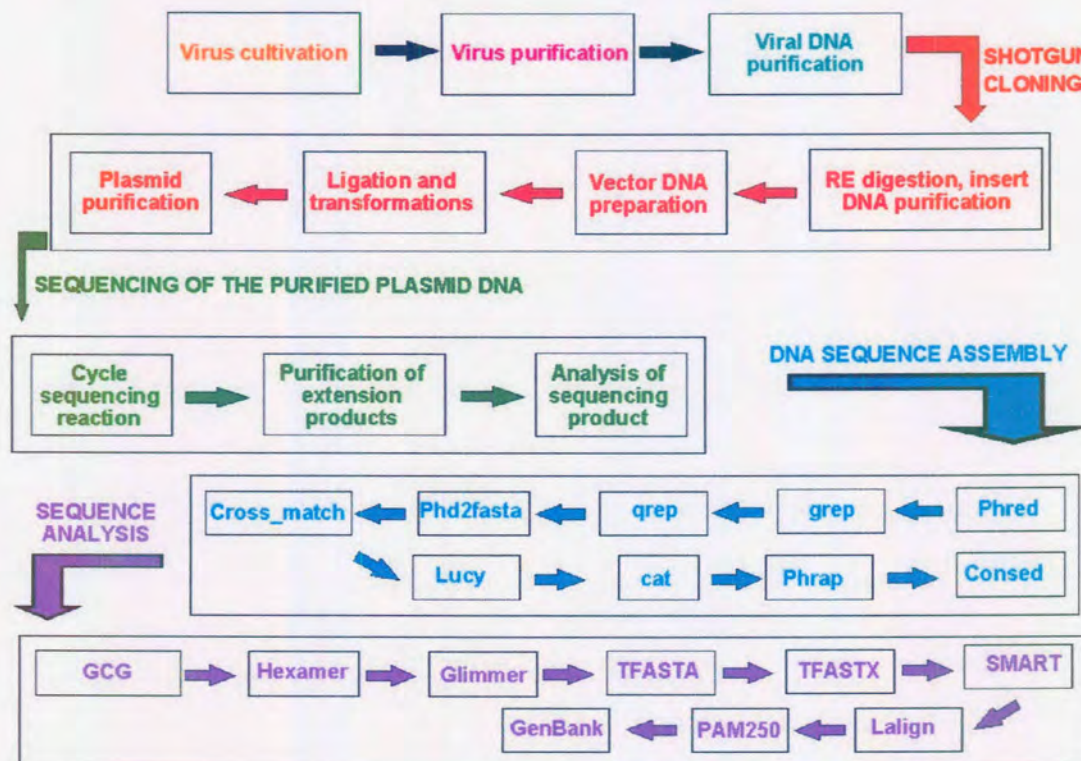 Virus cultivation
Virus purification
Viral DNA
purification
SHOTGUN
CLONING
Plasmid
purification
Ligation and
transformations
Vector DNA
preparation
RE digestion, insert
DNA purification
SEQUENCING OF THE PURIFIED PLASMID DNA
Cycle
sequencing
reaction
Purification of
extension
products
Analysis of
sequencing
product
DNA SEQUENCE ASSEMBLY
SEQUENCE
ANALYSIS
Cross_match
Phd2fasta
qrep
grep
Phred
Lucy
cat
Phrap
Consed
GCG
Hexamer
Glimmer
TFASTA
TFASTX
SMART
GenBank
PAM250
Lalign